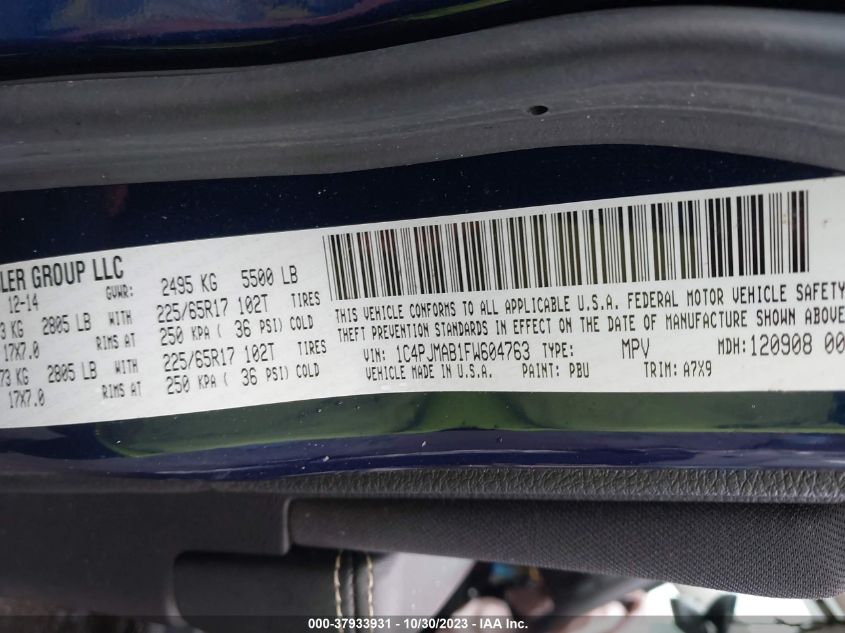 LER GROUP LLC
12-14 GVWR: 2495 KG 5500 LB
3 KG 2805 LB WITH 225/65R17 102T TIRES
17X7.0 RIMS AT 250 KPA ( 36 PSI) COLD
73 KG 2805 LB WITH 225/65R17 102T TIRES
17X7.0 RIMS AT 250 KPA ( 36 PSI) COLD
THIS VEHICLE CONFORMS TO ALL APPLICABLE U.S.A. FEDERAL MOTOR VEHICLE SAFETY
THEFT PREVENTION STANDARDS IN EFFECT ON THE DATE OF MANUFACTURE SHOWN ABOVE
VIN: 1C4PJMAB1FW604763 TYPE: MPV MDH: 120908 00
VEHICLE MADE IN U.S.A. PAINT: PBU TRIM: A7X9
000-37933931 - 10/30/2023 - IAA Inc.